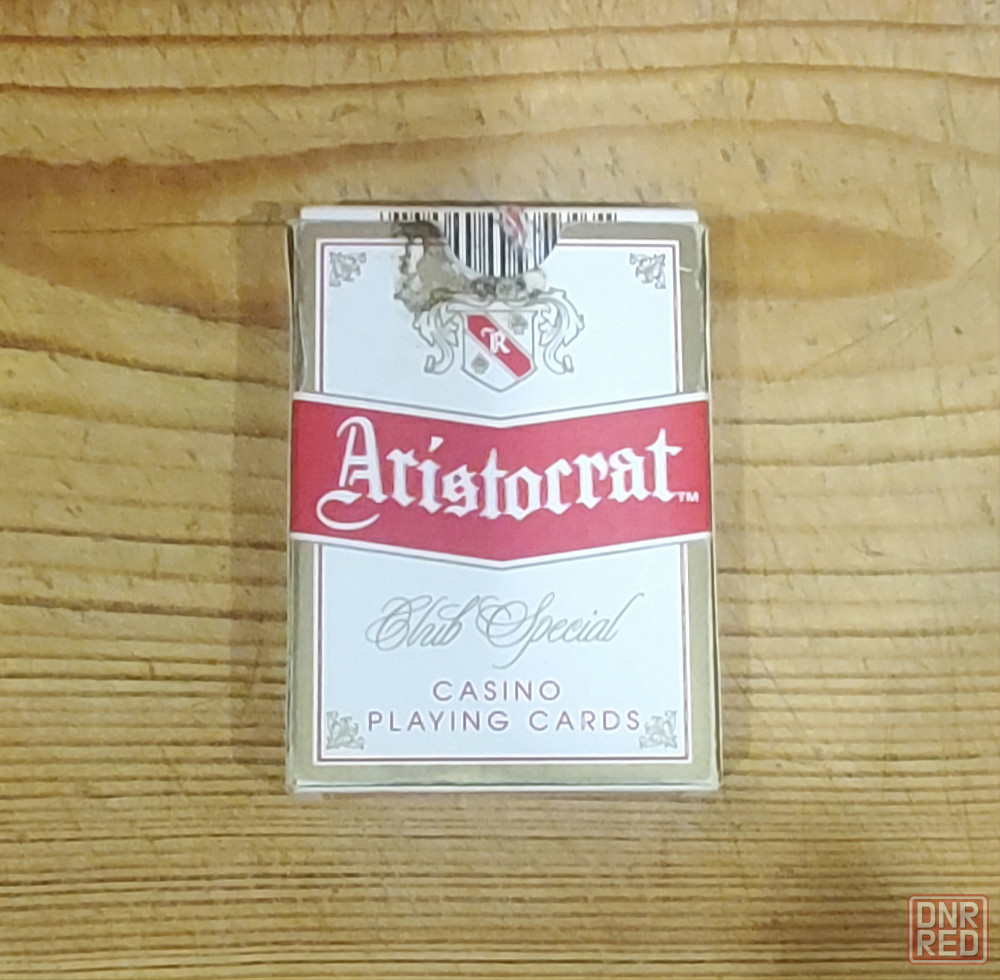 R
Aristocrat™
Club Special
CASINO
PLAYING CARDS
DNR
RED